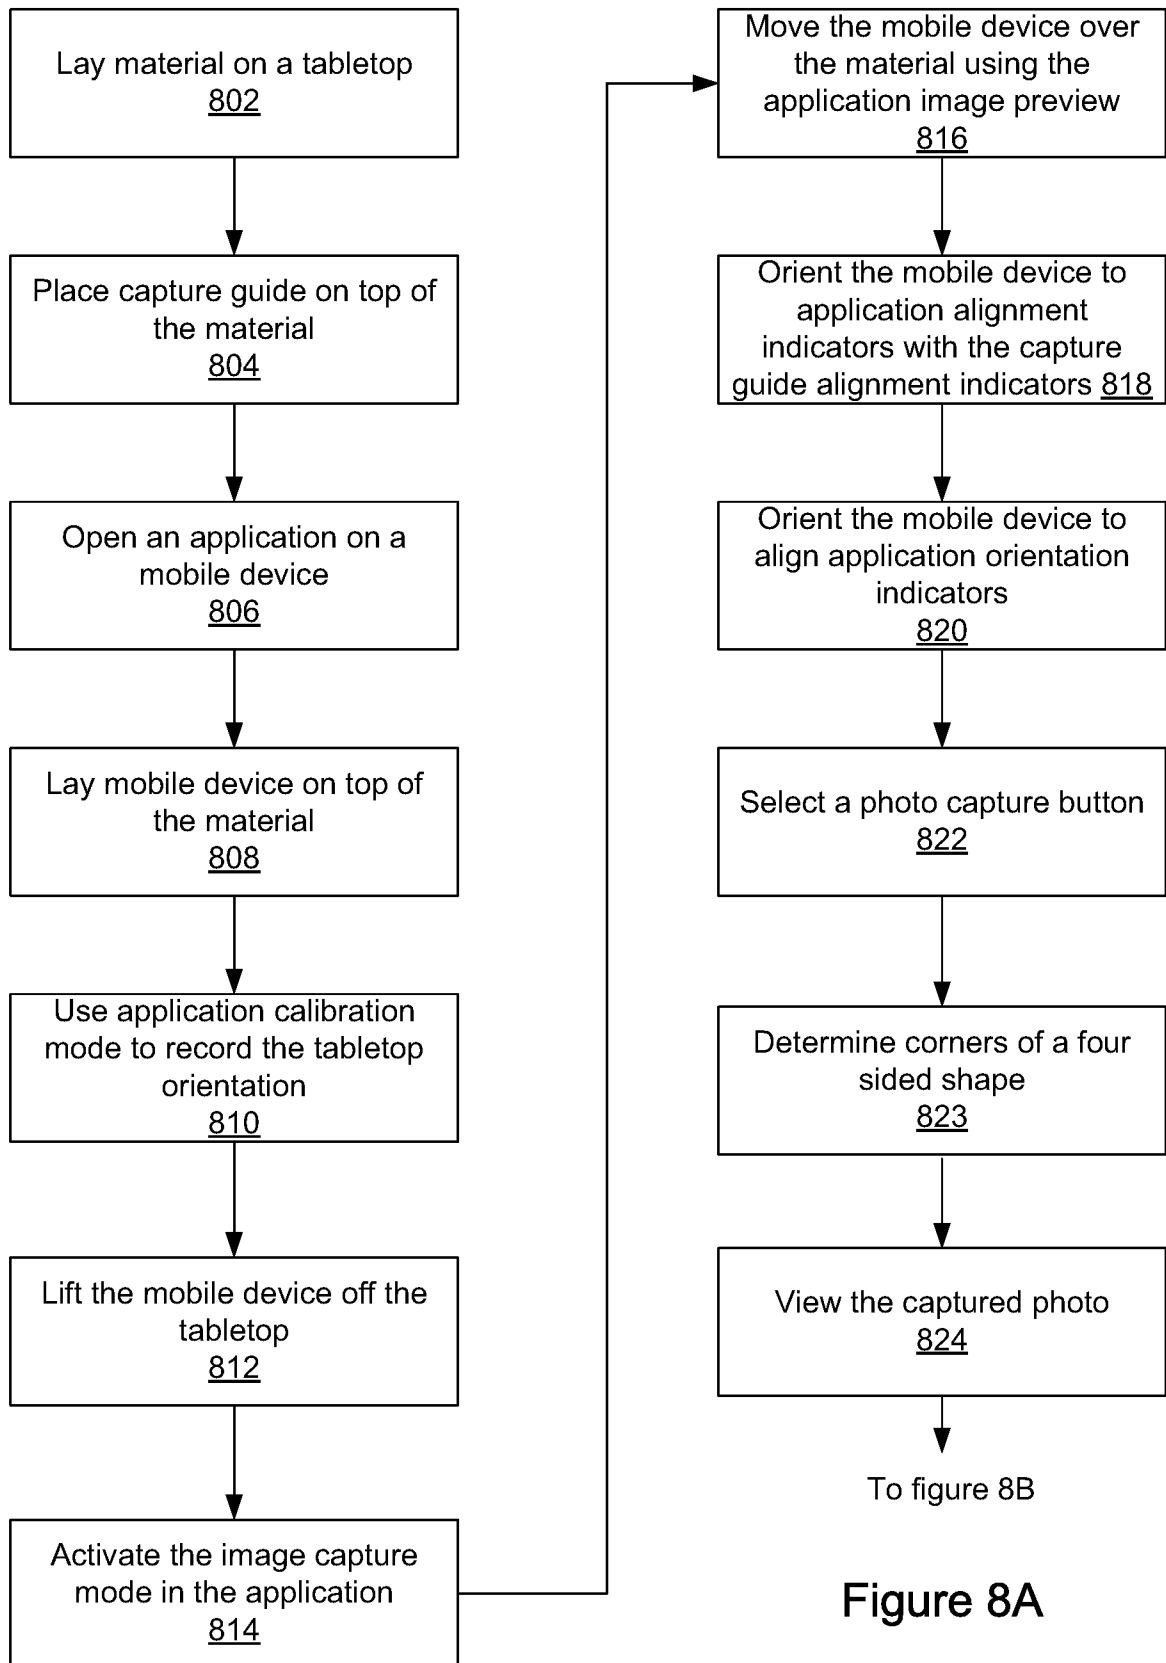 Lay material on a tabletop
802
Place capture guide on top of
the material
804
Open an application on a
mobile device
806
Lay mobile device on top of
the material
808
Use application calibration
mode to record the tabletop
orientation
810
Lift the mobile device off the
tabletop
812
Activate the image capture
mode in the application
814
Move the mobile device over
the material using the
application image preview
816
Orient the mobile device to
application alignment
indicators with the capture
guide alignment indicators 818
Orient the mobile device to
align application orientation
indicators
820
Select a photo capture button
822
Determine corners of a four
sided shape
823
View the captured photo
824
To figure 8B
Figure 8A